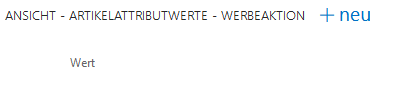 ANSICHT - ARTIKELATTRIBUTWERTE - WERBEAKTION + neu
Wert